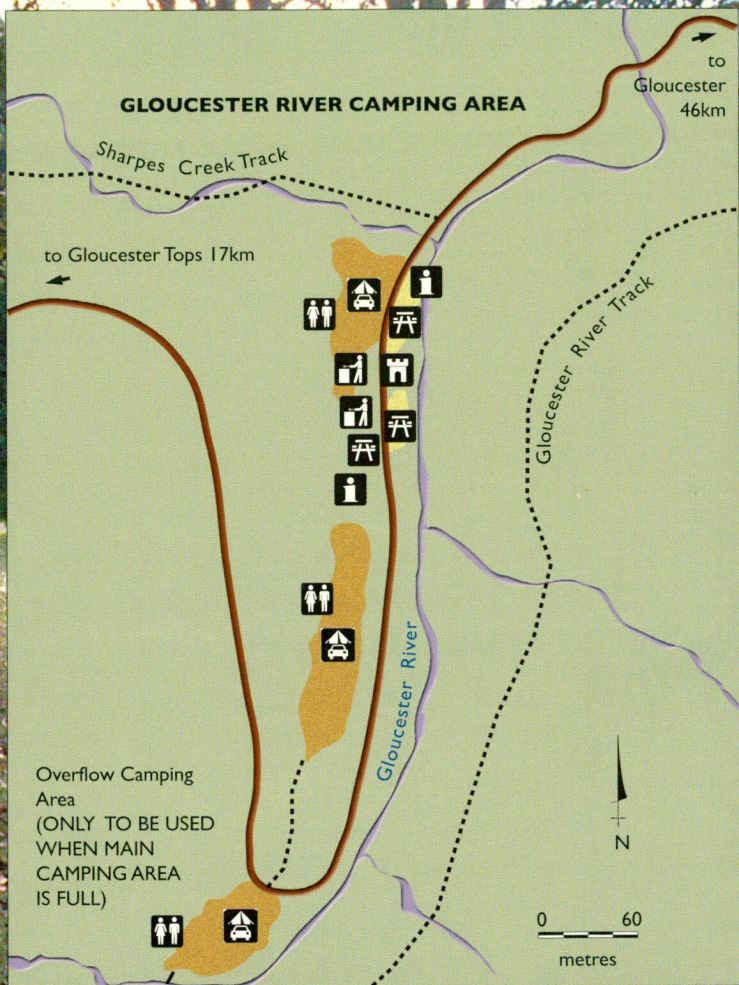 to
Gloucester
46km
GLOUCESTER RIVER CAMPING AREA
Sharpes Creek Track
to Gloucester Tops 17km
Gloucester River Track
Gloucester River
Overflow Camping
Area
(ONLY TO BE USED
WHEN MAIN
CAMPING AREA
IS FULL)
N
0 60
metres